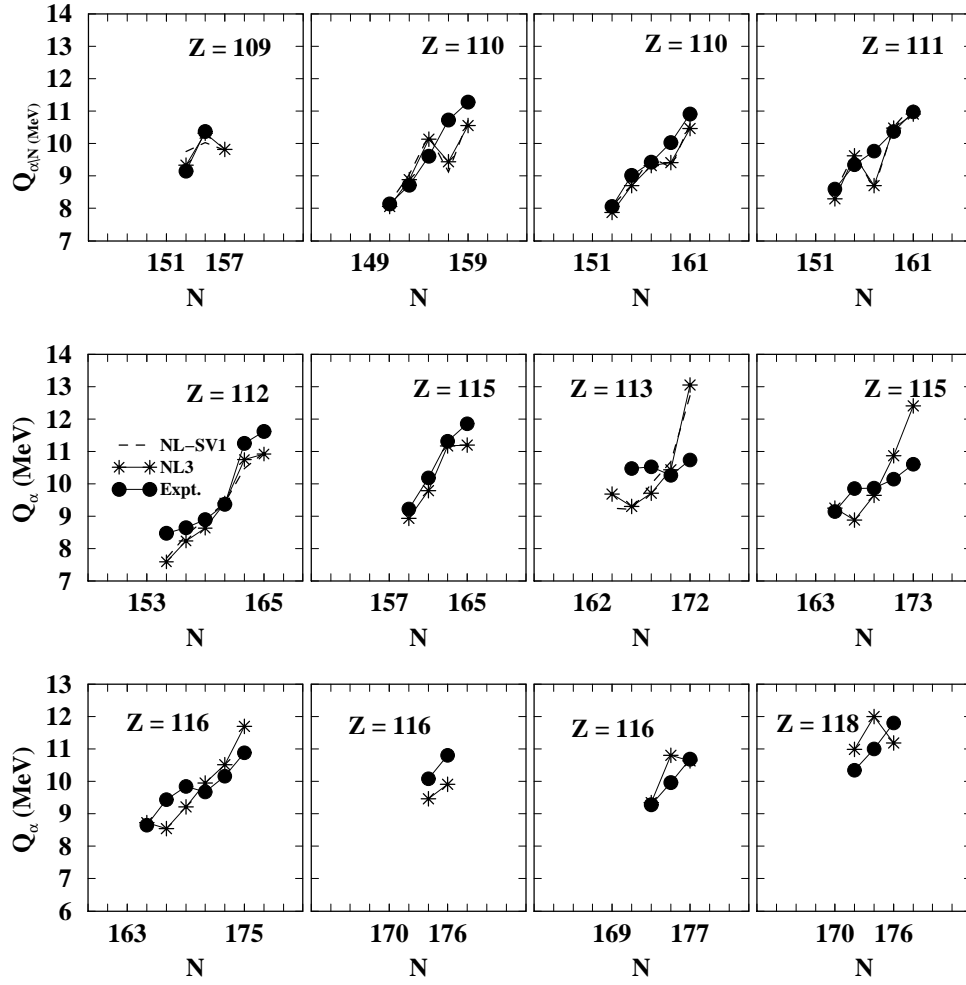 14
13
12
11
10
9
8
7
Q_α\N (MeV)
Z = 109
Z = 110
Z = 110
Z = 111
151 157
149 159
151 161
151 161
N
N
N
N
14
13
12
11
10
9
8
7
Q_α (MeV)
Z = 112
NL-SV1
NL3
Expt.
Z = 115
Z = 113
Z = 115
153 165
157 165
162 172
163 173
N
N
N
N
13
12
11
10
9
8
7
6
Q_α (MeV)
Z = 116
Z = 116
Z = 116
Z = 118
163 175
170 176
169 177
170 176
N
N
N
N